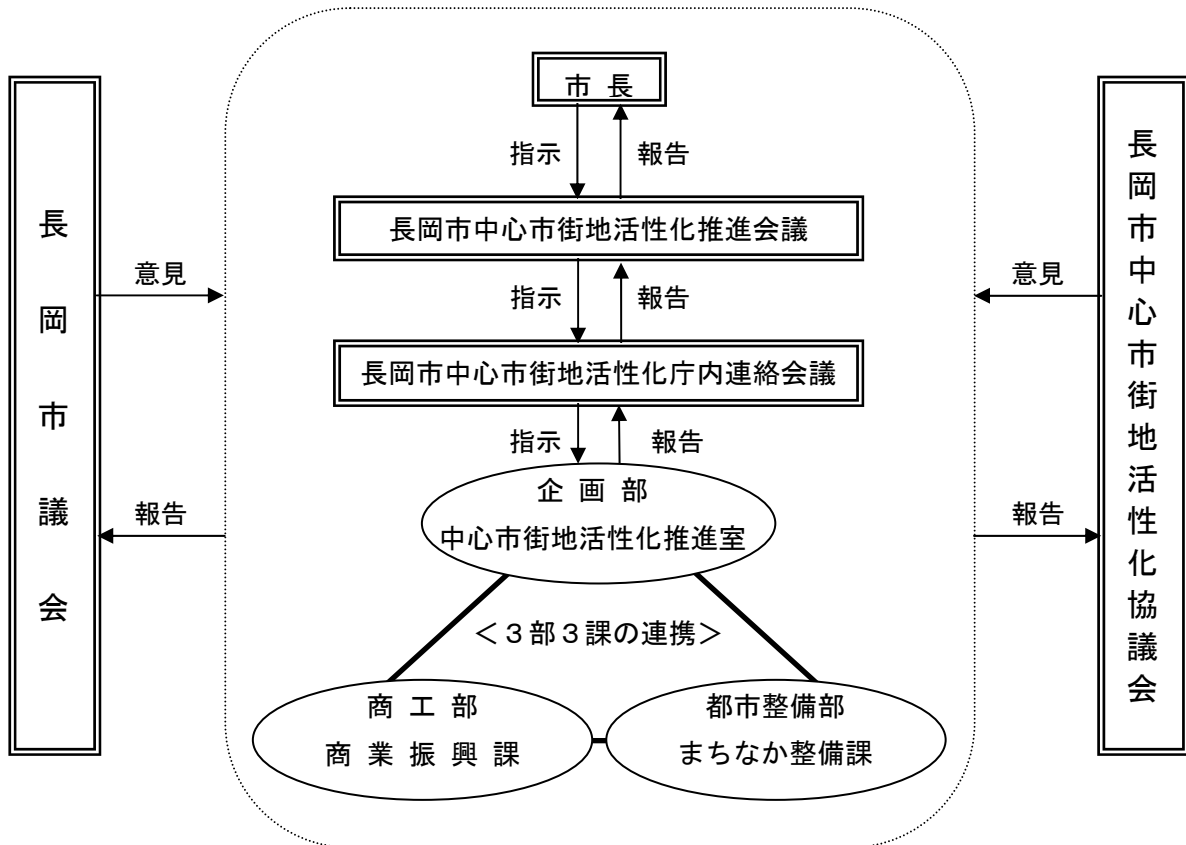 市 長
指示
報告
長岡市中心市街地活性化推進会議
指示
報告
長岡市中心市街地活性化庁内連絡会議
指示
報告
企 画 部
中心市街地活性化推進室
<３部３課の連携>
商 工 部
商 業 振 興 課
都市整備部
まちなか整備課
長岡市議会
意見
報告
意見
報告
長岡市中心市街地活性化協議会